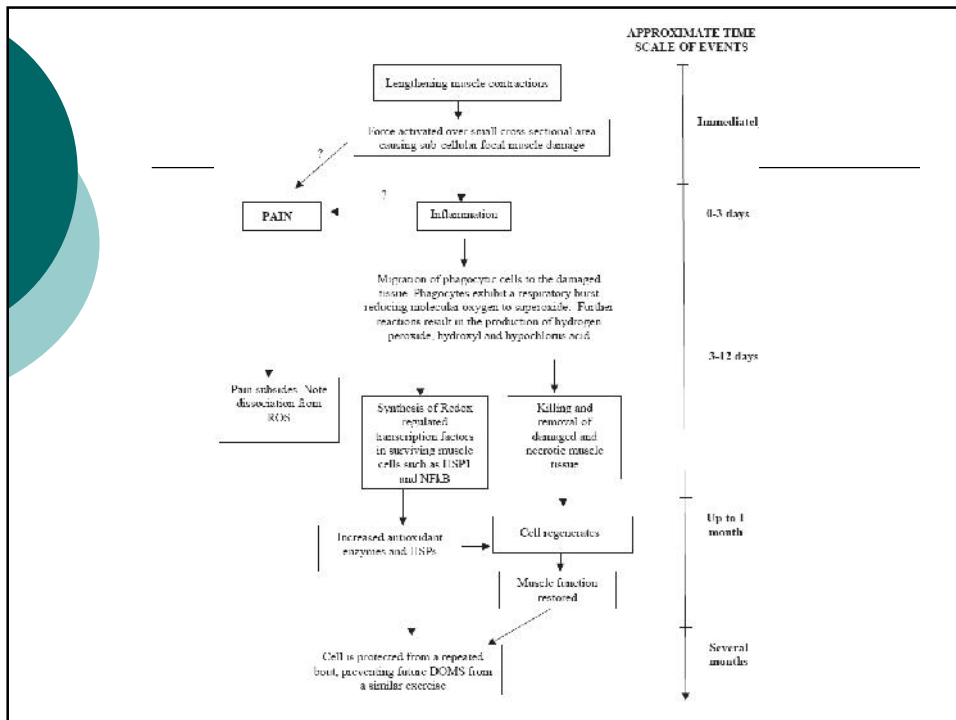 APPROXIMATE TIME
SCALE OF EVENTS
Lengthening muscle contractions
Immediatel
Force activated over small cross sectional area
causing sub-cellular focal muscle damage
?
?
PAIN
Inflammation
0-3 days
Migration of phagocytic cells to the damaged
tissue. Phagocytes exhibit a respiratory burst
reducing molecular oxygen to superoxide. Further
reactions result in the production of hydrogen
peroxide, hydroxyl and hypochlorus acid
3-12 days
Pain subsides. Note
dissociation from
ROS
Synthesis of Redox
regulated
transcription factors
in surviving muscle
cells such as HSP1
and NFkB
Killing and
removal of
damaged and
necrotic muscle
tissue
Up to 1
month
Increased antioxidant
enzymes and HSPs
Cell regenerates
Muscle function
restored
Several
months
Cell is protected from a repeated
bout, preventing future DOMS from
a similar exercise